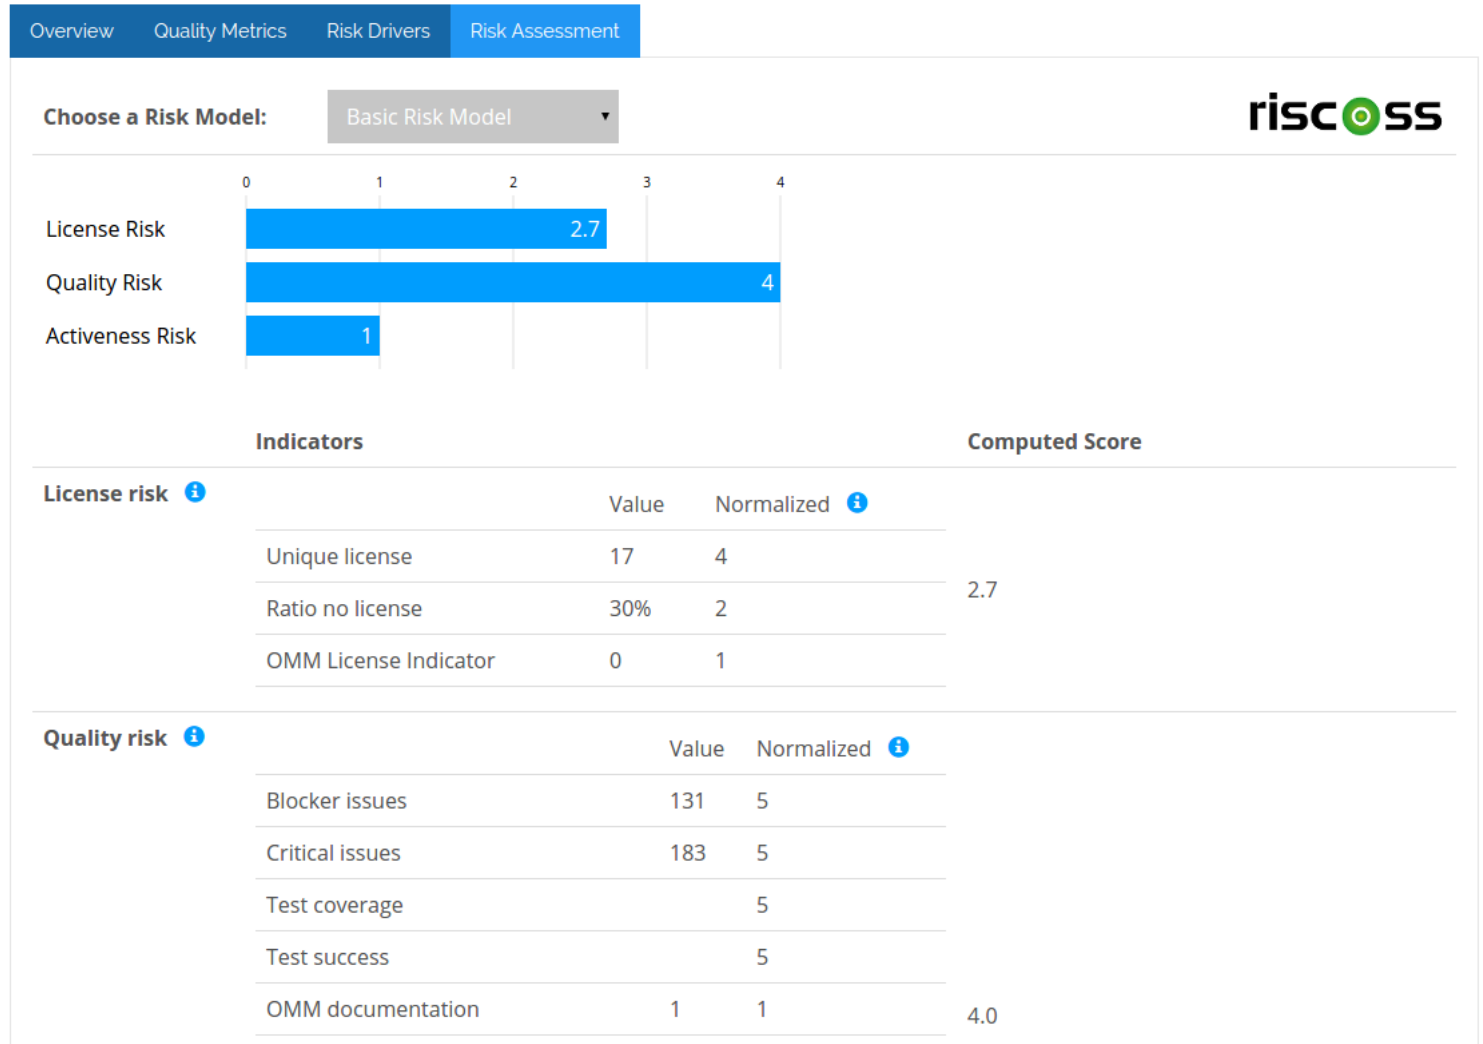 Overview Quality Metrics Risk Drivers Risk Assessment
Choose a Risk Model: Basic Risk Model riscoss
0 1 2 3 4
License Risk 2.7
Quality Risk 4
Activeness Risk 1
Indicators Computed Score
License risk
Value Normalized
Unique license 17 4
2.7
Ratio no license 30% 2
OMM License Indicator 0 1
Quality risk
Value Normalized
Blocker issues 131 5
Critical issues 183 5
Test coverage 5
Test success 5
OMM documentation 1 1
4.0